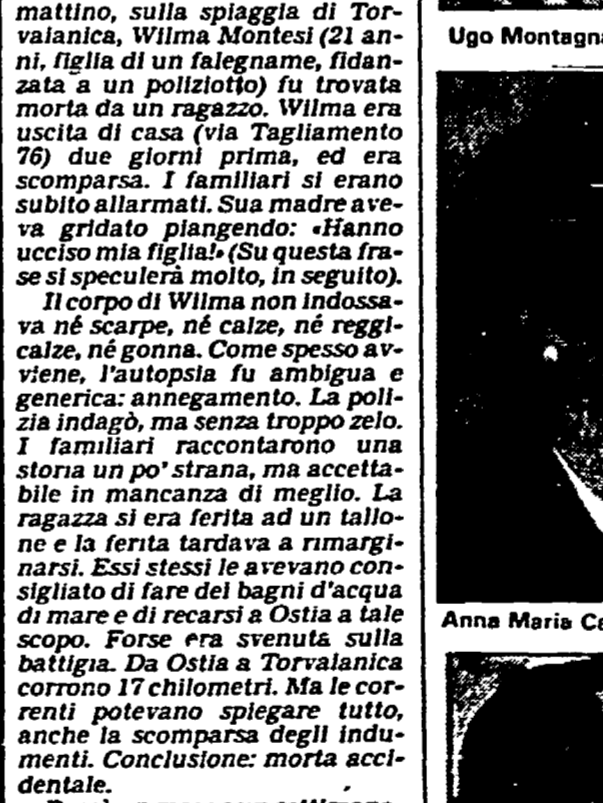 mattino, sulla spiaggia di Tor-
vaianica, Wilma Montesi (21 an-
ni, figlia di un falegname, fidan-
zata a un poliziotto) fu trovata
morta da un ragazzo. Wilma era
uscita di casa (via Tagliamento
76) due giorni prima, ed era
scomparsa. I familiari si erano
subito allarmati. Sua madre ave-
va gridato piangendo: «Hanno
ucciso mia figlia!» (Su questa fra-
se si speculerà molto, in seguito).
Il corpo di Wilma non indossa-
va né scarpe, né calze, né reggi-
calze, né gonna. Come spesso av-
viene, l'autopsia fu ambigua e
generica: annegamento. La poli-
zia indagò, ma senza troppo zelo.
I familiari raccontarono una
storia un po' strana, ma accetta-
bile in mancanza di meglio. La
ragazza si era ferita ad un tallo-
ne e la ferita tardava a rimargi-
narsi. Essi stessi le avevano con-
sigliato di fare dei bagni d'acqua
di mare e di recarsi a Ostia a tale
scopo. Forse era svenuta sulla
battigia. Da Ostia a Torvaianica
corrono 17 chilometri. Ma le cor-
renti potevano spiegare tutto,
anche la scomparsa degli indu-
menti. Conclusione: morta acci-
dentale.
Ugo Montagna
Anna Maria Ca